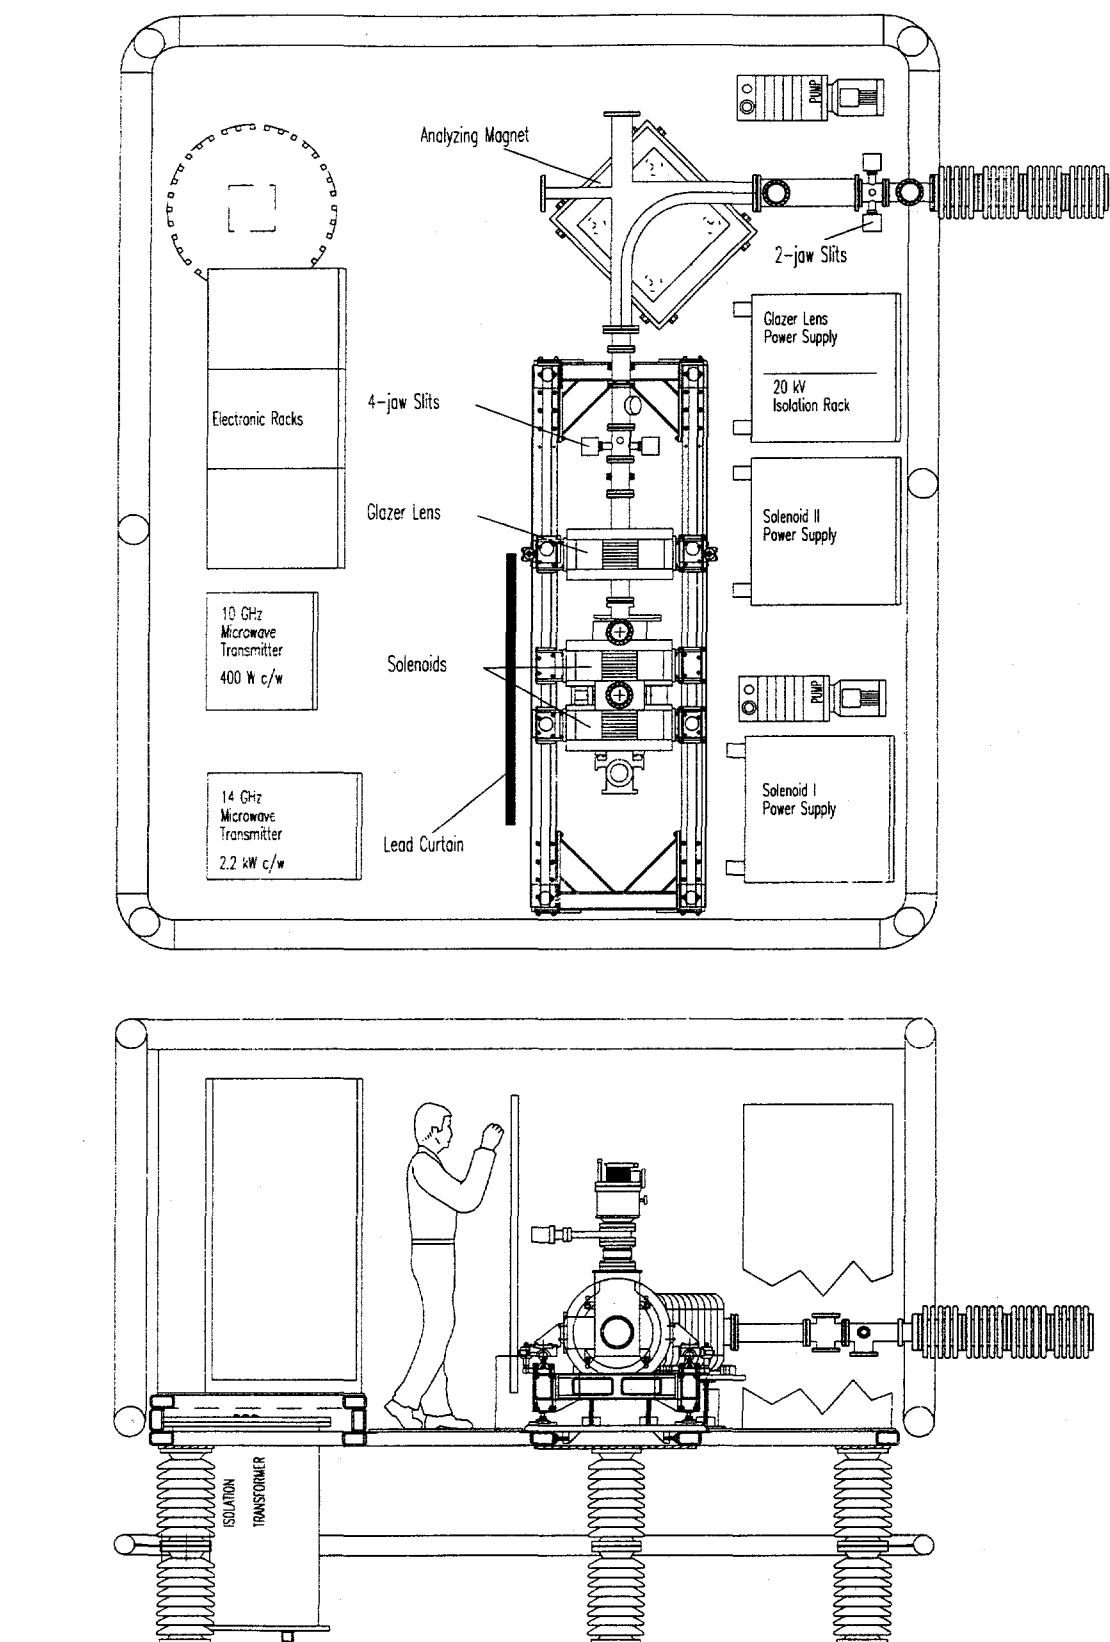 PUMP
Analyzing Magnet
2-jaw Slits
Glazer Lens
Power Supply
20 kV
Isolation Rack
4-jaw Slits
Electronic Racks
Glazer Lens
Solenoid II
Power Supply
10 GHz
Microwave
Transmitter
400 W c/w
Solenoids
PUMP
Solenoid I
Power Supply
14 GHz
Microwave
Transmitter
2.2 kW c/w
Lead Curtain
ISOLATION
TRANSFORMER